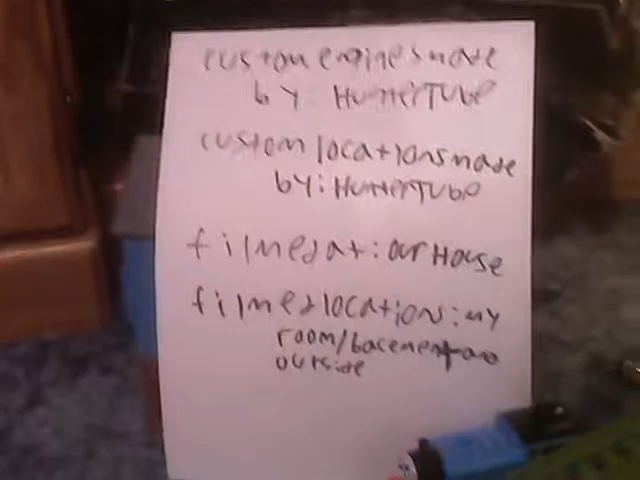 custom engines made
by: HunterTube
custom locations made
by: HunterTube
filmed at: our House
filmed locations: my
room/bacement and
outside